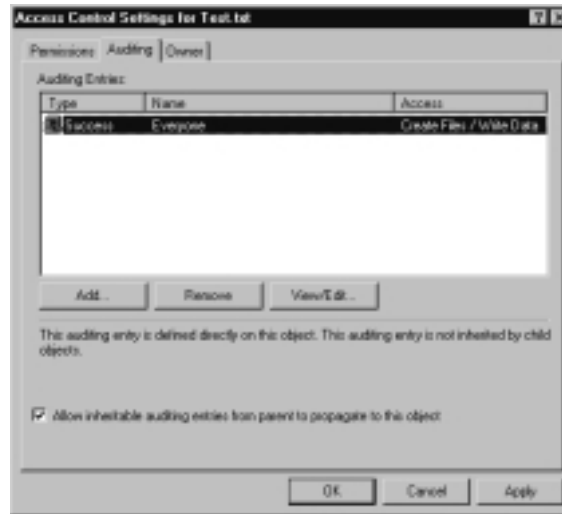 Access Control Settings for Test.txt
Permissions Auditing Owner
Auditing Entries:
Type Name Access
Success Everyone Create Files / Write Data
Add... Remove View/Edit...
This auditing entry is defined directly on this object. This auditing entry is not inherited by child
objects.
Allow inheritable auditing entries from parent to propagate to this object
OK Cancel Apply